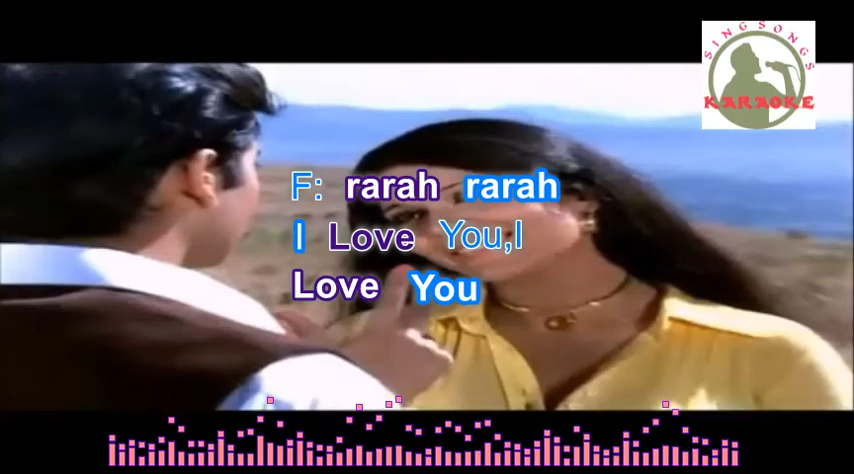 SING SONGS
KARAOKE
F: rarah rarah
I Love You,I
Love You